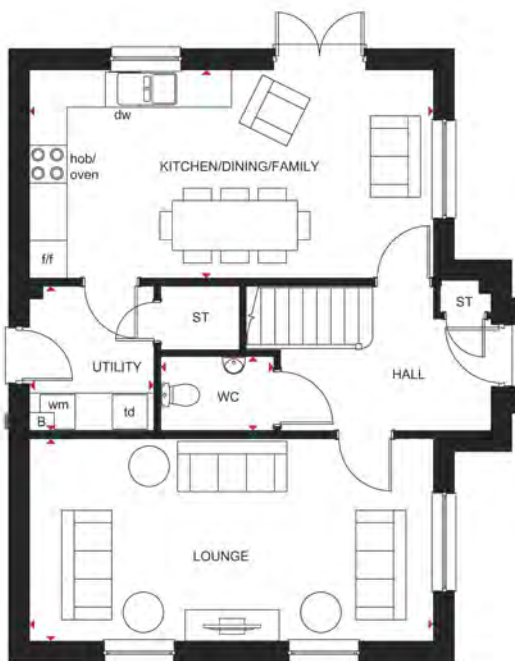 dw
hob/
oven
KITCHEN/DINING/FAMILY
f/f
ST
ST
UTILITY
HALL
WC
wm
td
B
LOUNGE